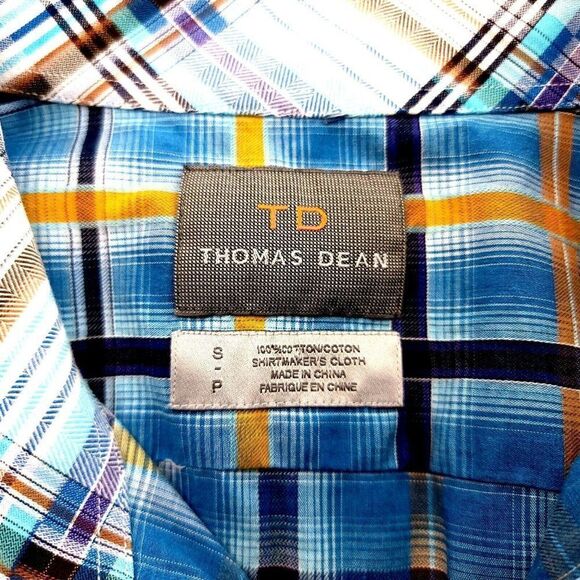 TD
THOMAS DEAN
S
-
P
100%COTTON/COTON
SHIRTMAKER'S CLOTH
MADE IN CHINA
FABRIQUE EN CHINE